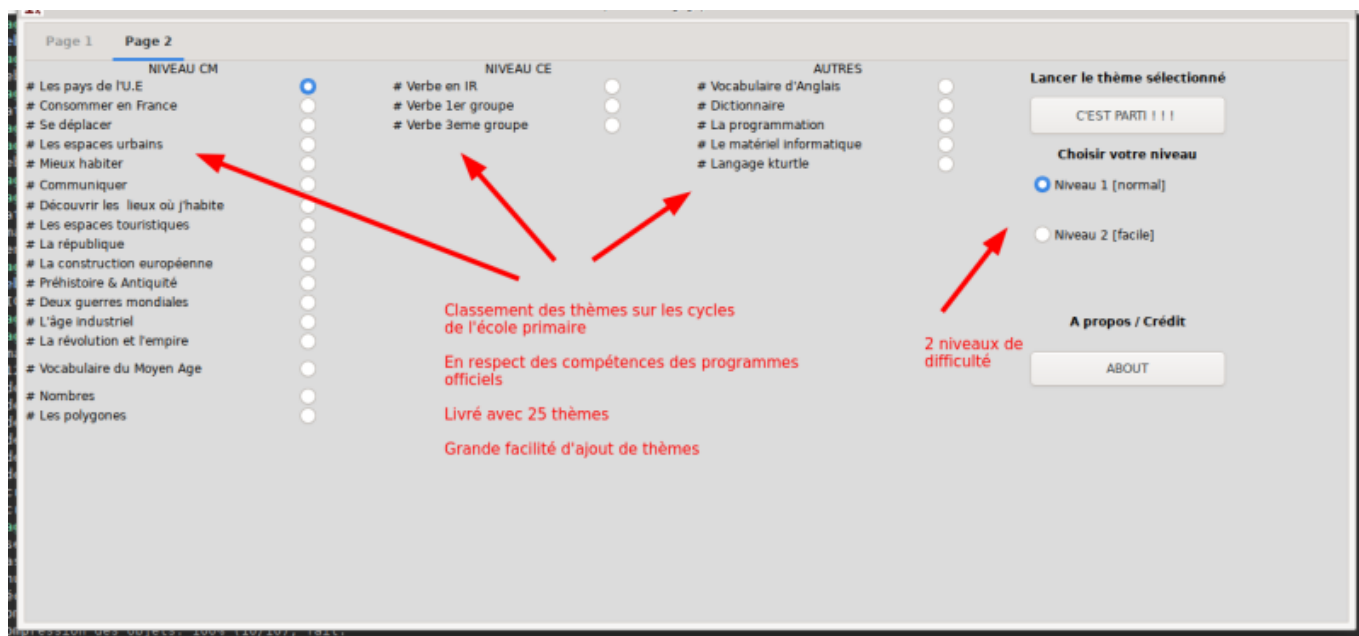 Page 1 Page 2
NIVEAU CM
# Les pays de l'U.E
# Consommer en France
# Se déplacer
# Les espaces urbains
# Mieux habiter
# Communiquer
# Découvrir les lieux où j'habite
# Les espaces touristiques
# La république
# La construction européenne
# Préhistoire & Antiquité
# Deux guerres mondiales
# L'âge industriel
# La révolution et l'empire
# Vocabulaire du Moyen Age
# Nombres
# Les polygones
NIVEAU CE
# Verbe en IR
# Verbe 1er groupe
# Verbe 3eme groupe
AUTRES
# Vocabulaire d'Anglais
# Dictionnaire
# La programmation
# Le matériel informatique
# Langage kturtle
Lancer le thème sélectionné
C'EST PARTI ! ! !
Choisir votre niveau
Niveau 1 [normal]
Niveau 2 [facile]
A propos / Crédit
ABOUT
Classement des thèmes sur les cycles
de l'école primaire
En respect des compétences des programmes
officiels
Livré avec 25 thèmes
Grande facilité d'ajout de thèmes
2 niveaux de
difficulté